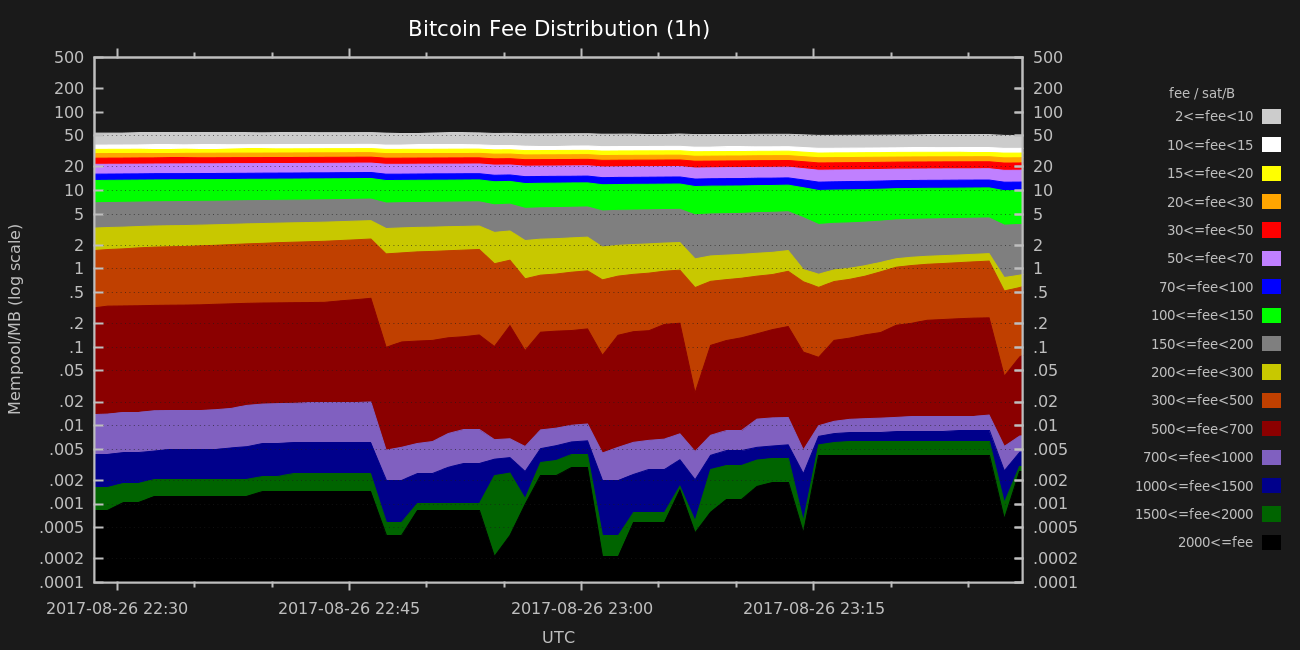 Bitcoin Fee Distribution (1h)
500
200
100
50
20
10
5
2
1
.5
.2
.1
.05
.02
.01
.005
.002
.001
.0005
.0002
.0001
Mempool/MB (log scale)
500
200
100
50
20
10
5
2
1
.5
.2
.1
.05
.02
.01
.005
.002
.001
.0005
.0002
.0001
2017-08-26 22:30 2017-08-26 22:45 2017-08-26 23:00 2017-08-26 23:15
UTC
fee / sat/B
2<=fee<10
10<=fee<15
15<=fee<20
20<=fee<30
30<=fee<50
50<=fee<70
70<=fee<100
100<=fee<150
150<=fee<200
200<=fee<300
300<=fee<500
500<=fee<700
700<=fee<1000
1000<=fee<1500
1500<=fee<2000
2000<=fee